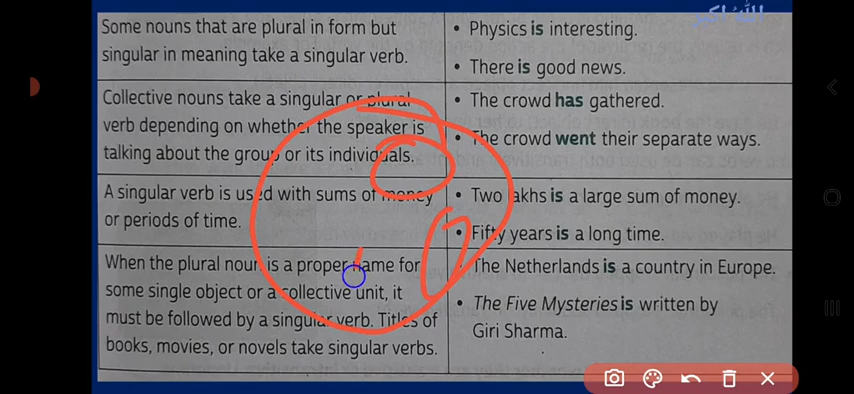 الله أكبر
Some nouns that are plural in form but
singular in meaning take a singular verb.
• Physics is interesting.
• There is good news.
Collective nouns take a singular or plural
verb depending on whether the speaker is
talking about the group or its individuals.
• The crowd has gathered.
• The crowd went their separate ways.
A singular verb is used with sums of money
or periods of time.
• Two lakhs is a large sum of money.
• Fifty years is a long time.
When the plural noun is a proper name for
some single object or a collective unit, it
must be followed by a singular verb. Titles of
books, movies, or novels take singular verbs.
• The Netherlands is a country in Europe.
• The Five Mysteries is written by
Giri Sharma.